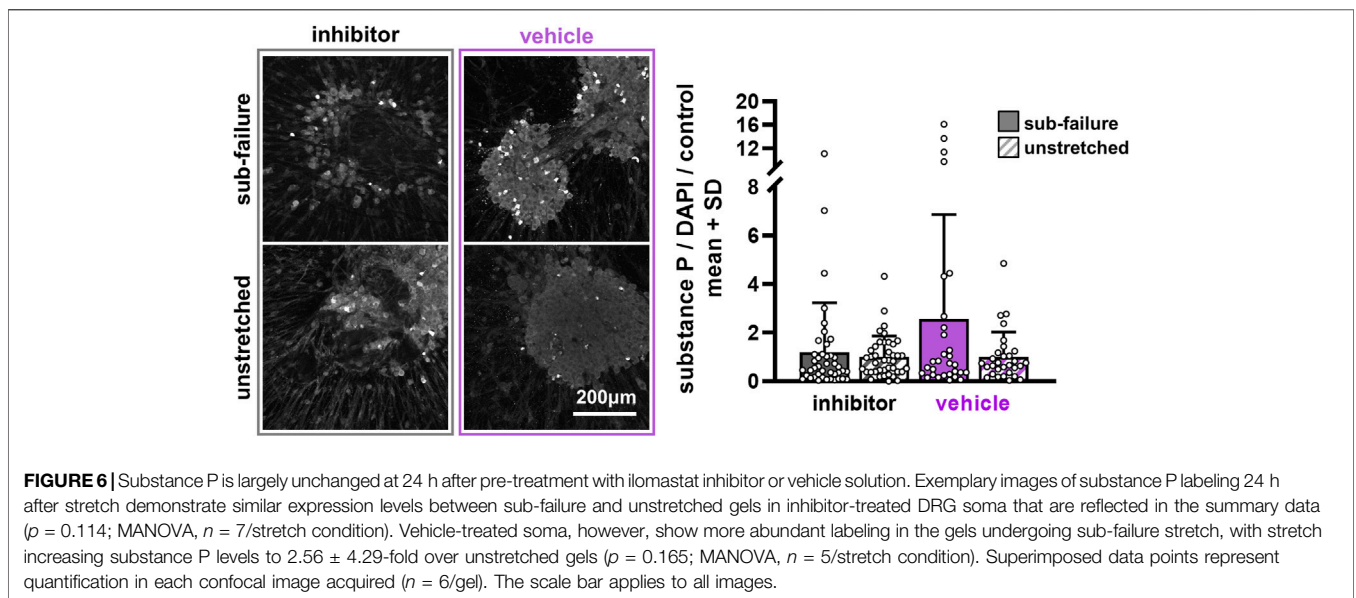 inhibitor
vehicle
sub-failure
unstretched
200μm
substance P / DAPI / control
mean + SD
20
16
12
8
6
4
2
0
sub-failure
unstretched
inhibitor
vehicle
FIGURE 6 | Substance P is largely unchanged at 24 h after pre-treatment with ilomastat inhibitor or vehicle solution. Exemplary images of substance P labeling 24 h
after stretch demonstrate similar expression levels between sub-failure and unstretched gels in inhibitor-treated DRG soma that are reflected in the summary data
(p = 0.114; MANOVA, n = 7/stretch condition). Vehicle-treated soma, however, show more abundant labeling in the gels undergoing sub-failure stretch, with stretch
increasing substance P levels to 2.56 ± 4.29-fold over unstretched gels (p = 0.165; MANOVA, n = 5/stretch condition). Superimposed data points represent
quantification in each confocal image acquired (n = 6/gel). The scale bar applies to all images.